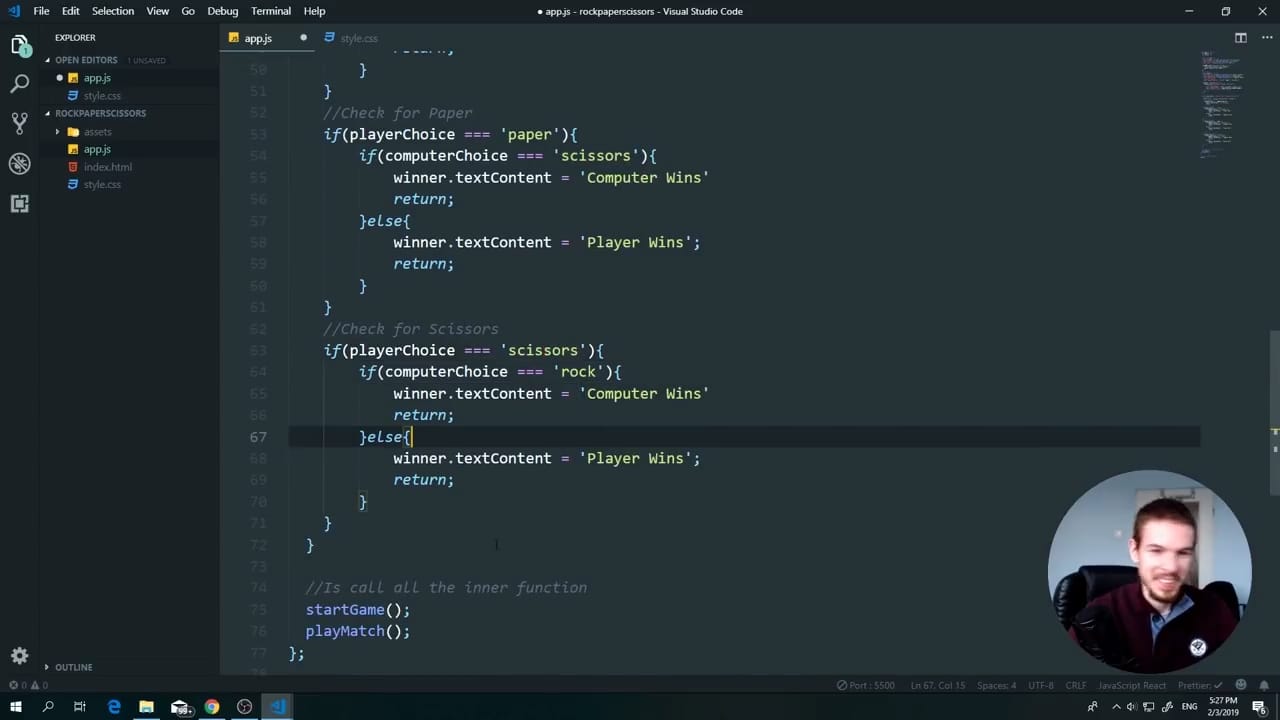 File Edit Selection View Go Debug Terminal Help
● app.js - rockpaperscissors - Visual Studio Code
EXPLORER
OPEN EDITORS 1 UNSAVED
app.js
style.css
ROCKPAPERSCISSORS
assets
app.js
index.html
style.css
OUTLINE
app.js
style.css
50 }
51 }
52 //Check for Paper
53 if(playerChoice === 'paper'){
54 if(computerChoice === 'scissors'){
55 winner.textContent = 'Computer Wins'
56 return;
57 }else{
58 winner.textContent = 'Player Wins';
59 return;
60 }
61 }
62 //Check for Scissors
63 if(playerChoice === 'scissors'){
64 if(computerChoice === 'rock'){
65 winner.textContent = 'Computer Wins'
66 return;
67 }else{
68 winner.textContent = 'Player Wins';
69 return;
70 }
71 }
72 }
73
74 //Is call all the inner function
75 startGame();
76 playMatch();
77 };
0 0
Port : 5500 Ln 67, Col 15 Spaces: 4 UTF-8 CRLF JavaScript React Prettier: ✓
99+
ENG
5:27 PM
2/3/2019